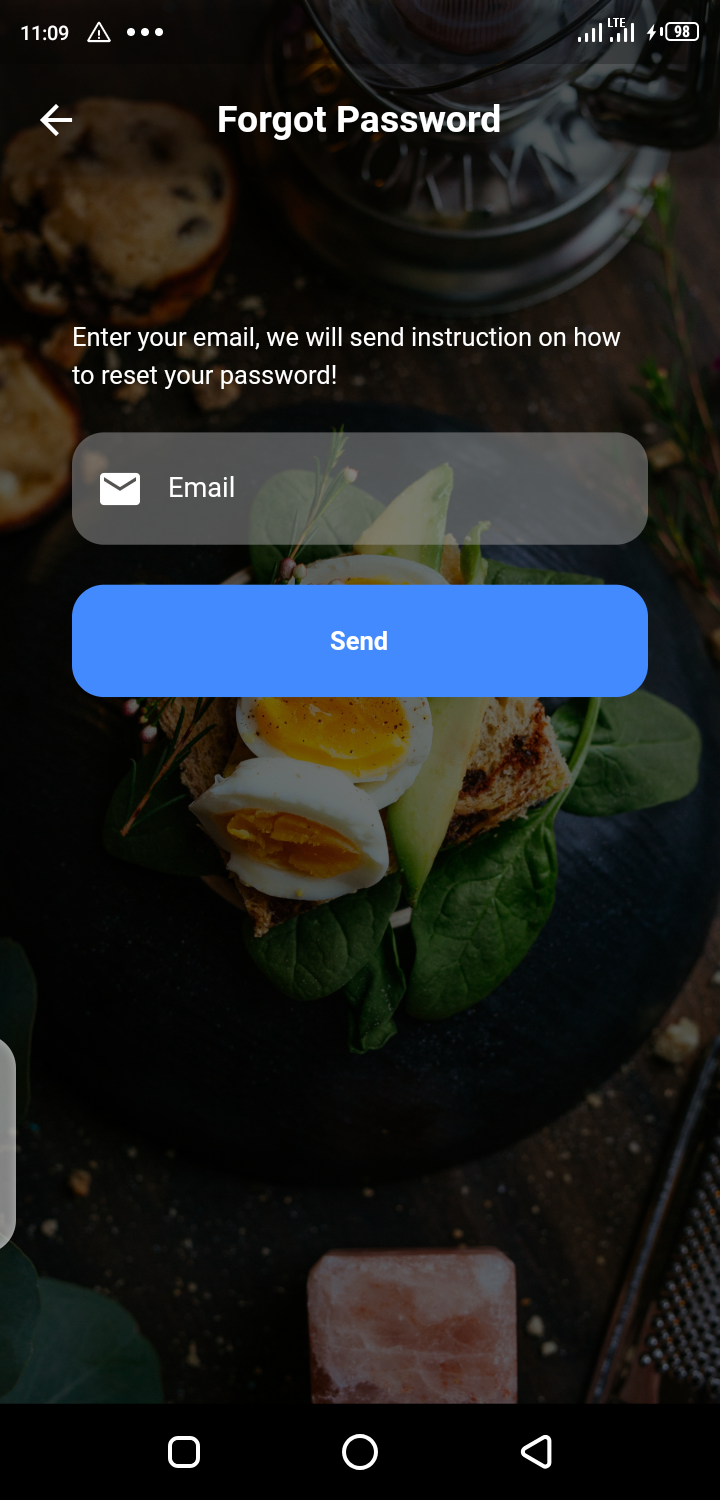 11:09 LTE 98
Forgot Password
Enter your email, we will send instruction on how
to reset your password!
Email
Send